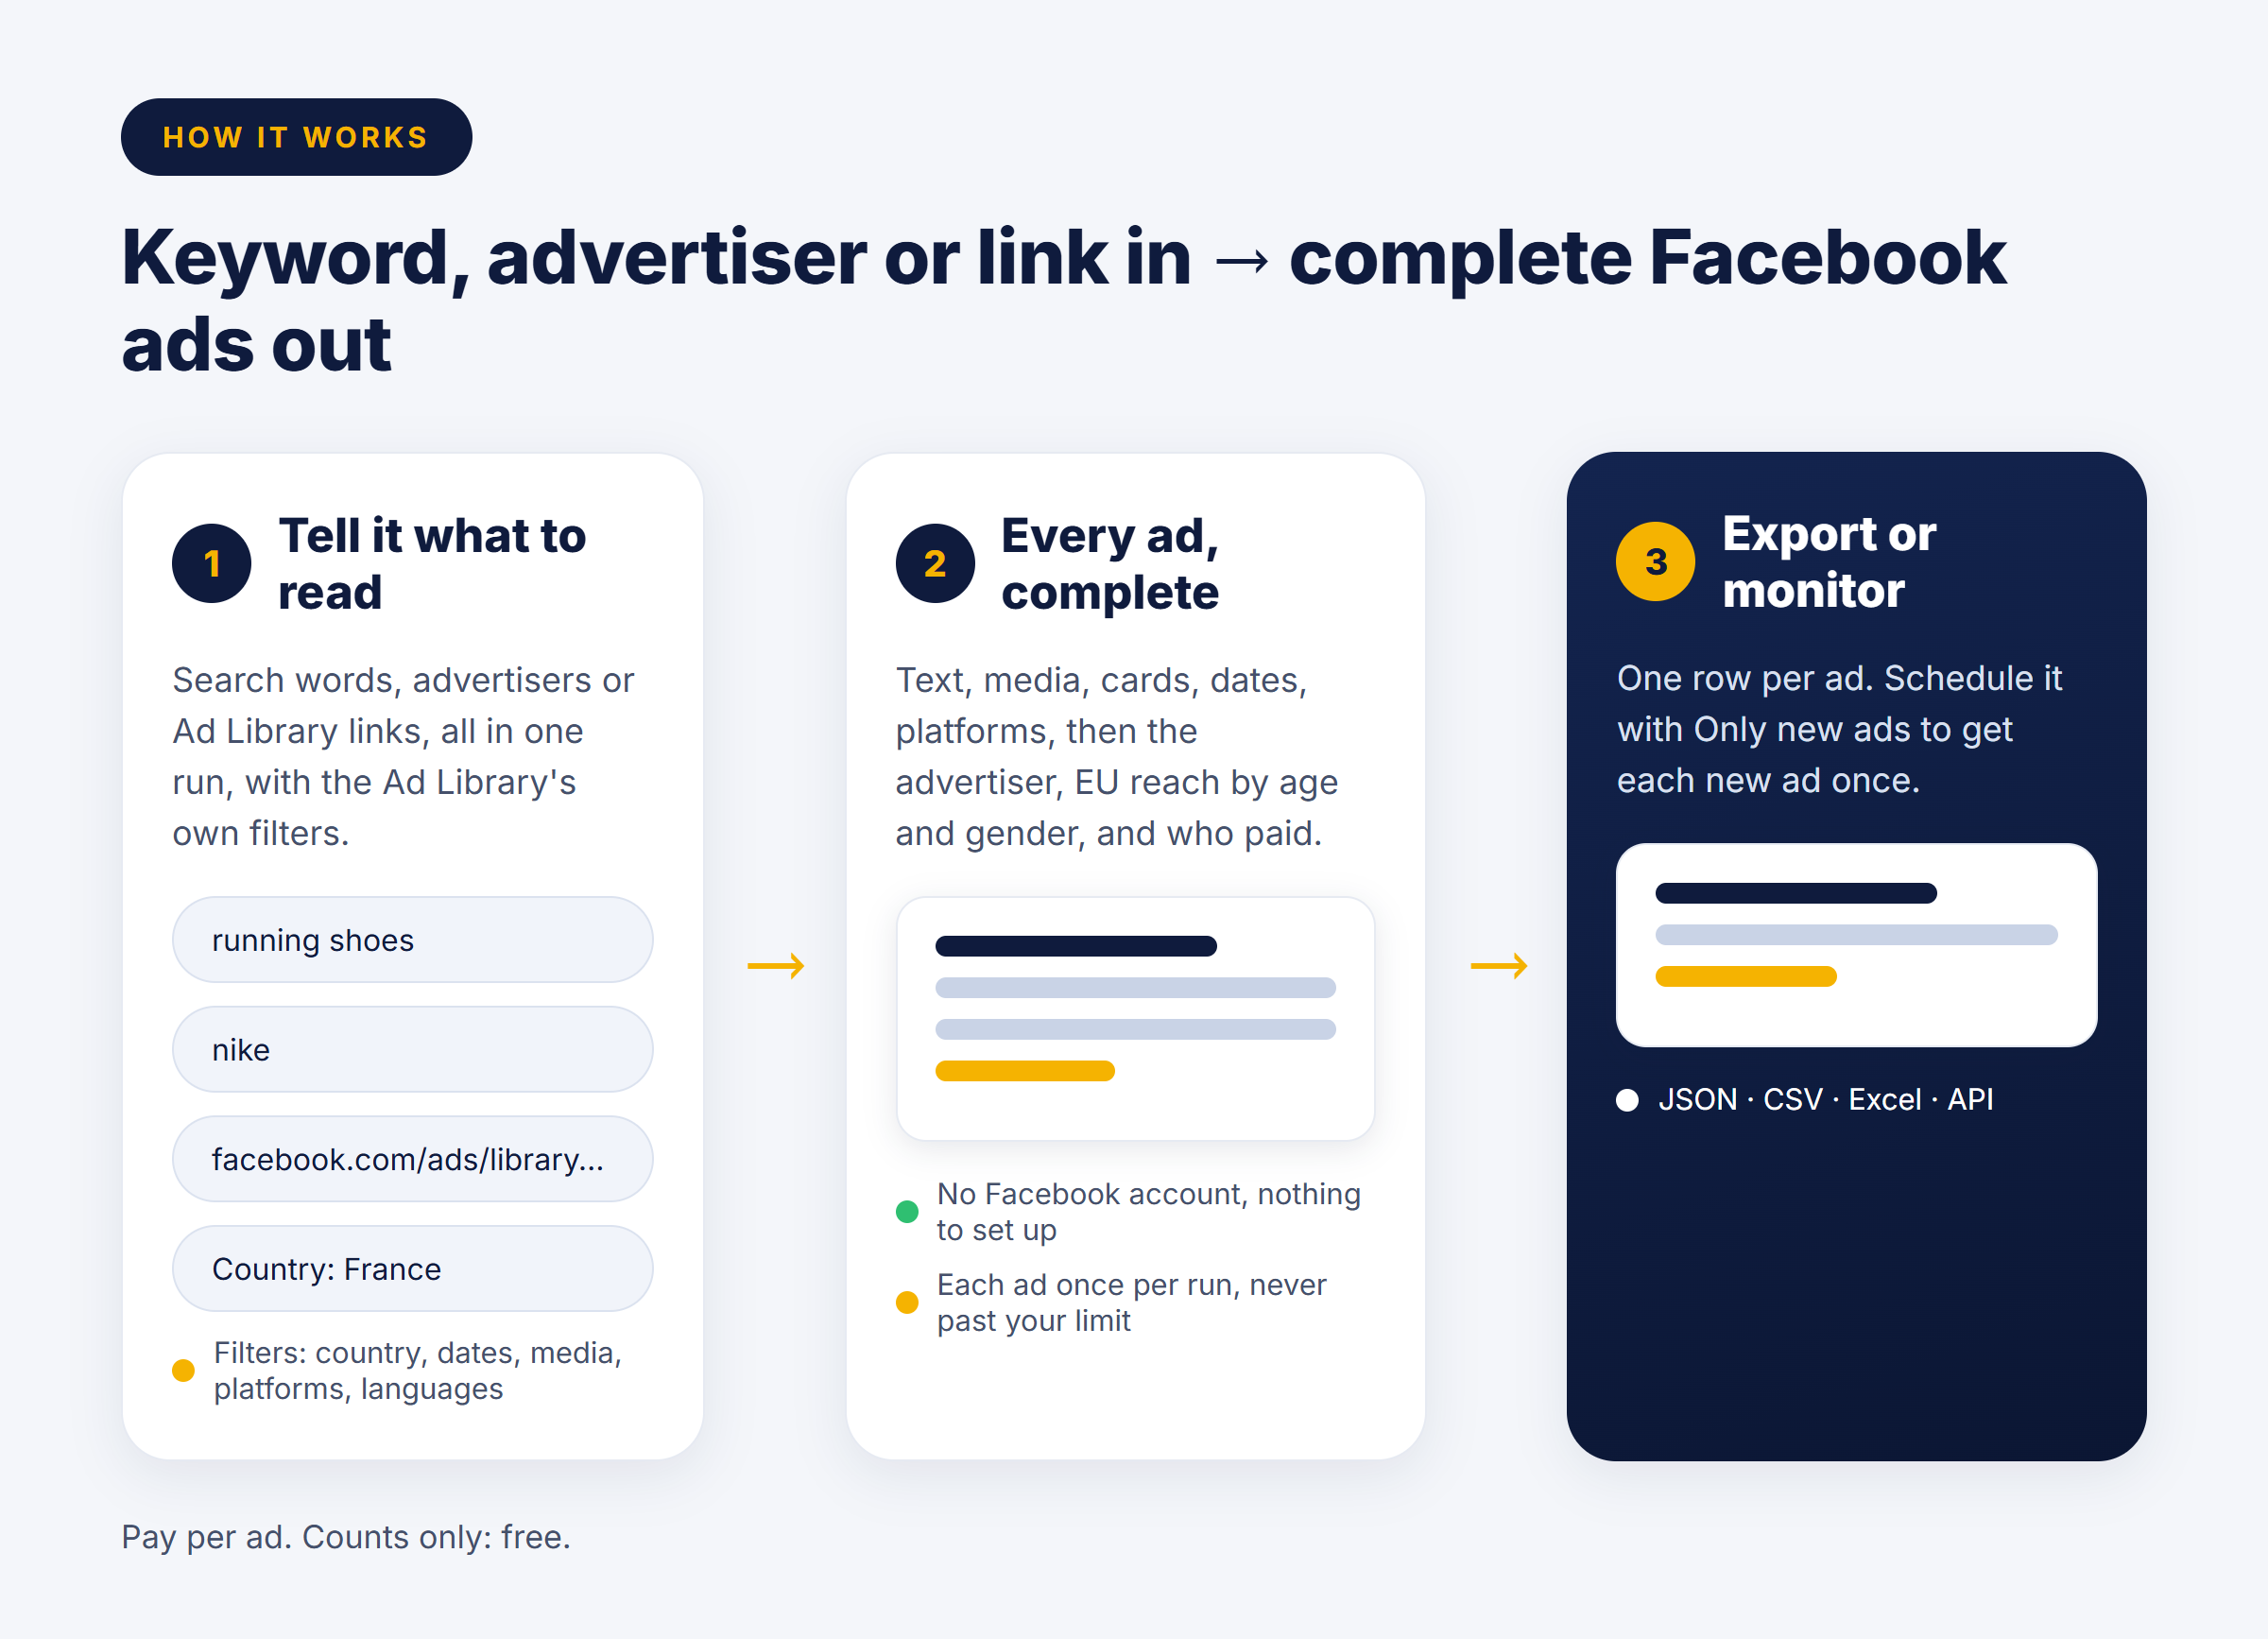 HOW IT WORKS
Keyword, advertiser or link in → complete Facebook
ads out
1
Tell it what to
read
Search words, advertisers or
Ad Library links, all in one
run, with the Ad Library's
own filters.
running shoes
nike
facebook.com/ads/library...
Country: France
Filters: country, dates, media,
platforms, languages
→
2
Every ad,
complete
Text, media, cards, dates,
platforms, then the
advertiser, EU reach by age
and gender, and who paid.
No Facebook account, nothing
to set up
Each ad once per run, never
past your limit
→
3
Export or
monitor
One row per ad. Schedule it
with Only new ads to get
each new ad once.
JSON · CSV · Excel · API
Pay per ad. Counts only: free.